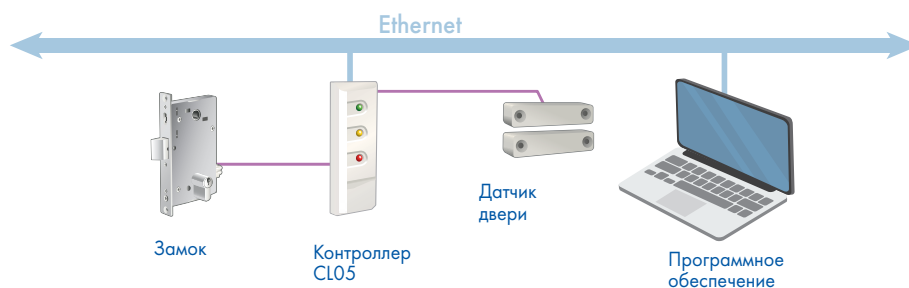 Ethernet
Замок
Контроллер
CL05
Датчик
двери
Программное
обеспечение